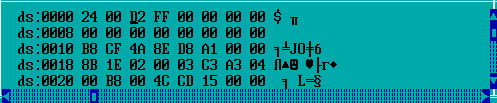 ds:0000 24 00 D2 FF 00 00 00 00 $ ╥
ds:0008 00 00 00 00 00 00 00 00
ds:0010 B8 CF 4A 8E D8 A1 00 00 ╕╧JО╪б
ds:0018 8B 1E 02 00 03 C3 A3 04 Л▲☻ ♥├г♦
ds:0020 00 B8 00 4C CD 15 00 00 ╕ L═§